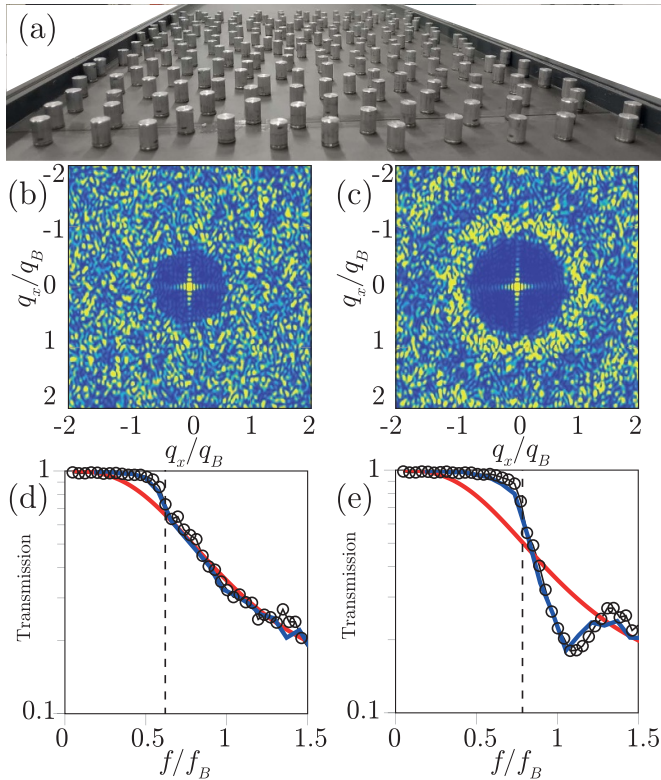 (a)
(b)
-2
-1
0
1
2
q_x/q_B
-2 -1 0 1 2
q_x/q_B
(c)
-2
-1
0
1
2
q_x/q_B
-2 -1 0 1 2
q_x/q_B
(d)
1
Transmission
0.1
0 0.5 1 1.5
f/f_B
(e)
1
Transmission
0.1
0 0.5 1 1.5
f/f_B